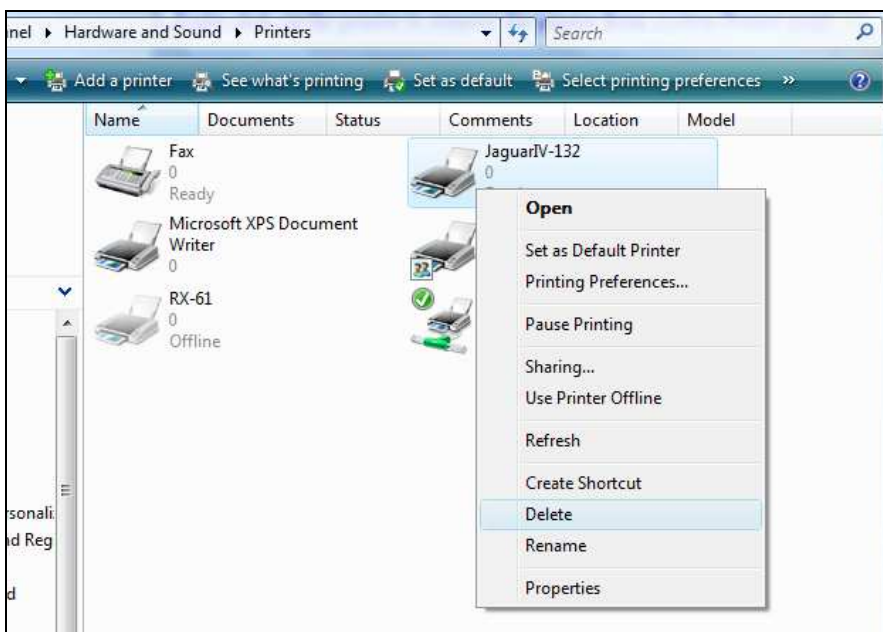 nel ▸ Hardware and Sound ▸ Printers Search
Add a printer See what's printing Set as default Select printing preferences »
Name Documents Status Comments Location Model
Fax
0
Ready
JaguarIV-132
0
Microsoft XPS Document
Writer
0
RX-61
0
Offline
Open
Set as Default Printer
Printing Preferences...
Pause Printing
Sharing...
Use Printer Offline
Refresh
Create Shortcut
Delete
Rename
Properties
rsonali
nd Reg
d